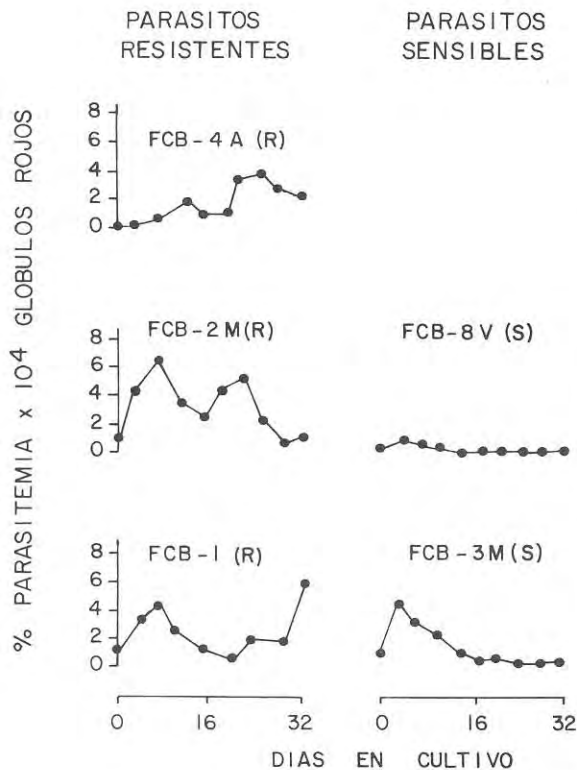 PARASITOS RESISTENTES
PARASITOS SENSIBLES
% PARASITEMIA x 10⁴ GLOBULOS ROJOS
8
6
4
2
0
FCB-4A (R)
8
6
4
2
0
FCB-2M(R)
FCB-8V (S)
8
6
4
2
0
FCB-1 (R)
FCB-3M(S)
0 16 32
0 16 32
DIAS EN CULTIVO